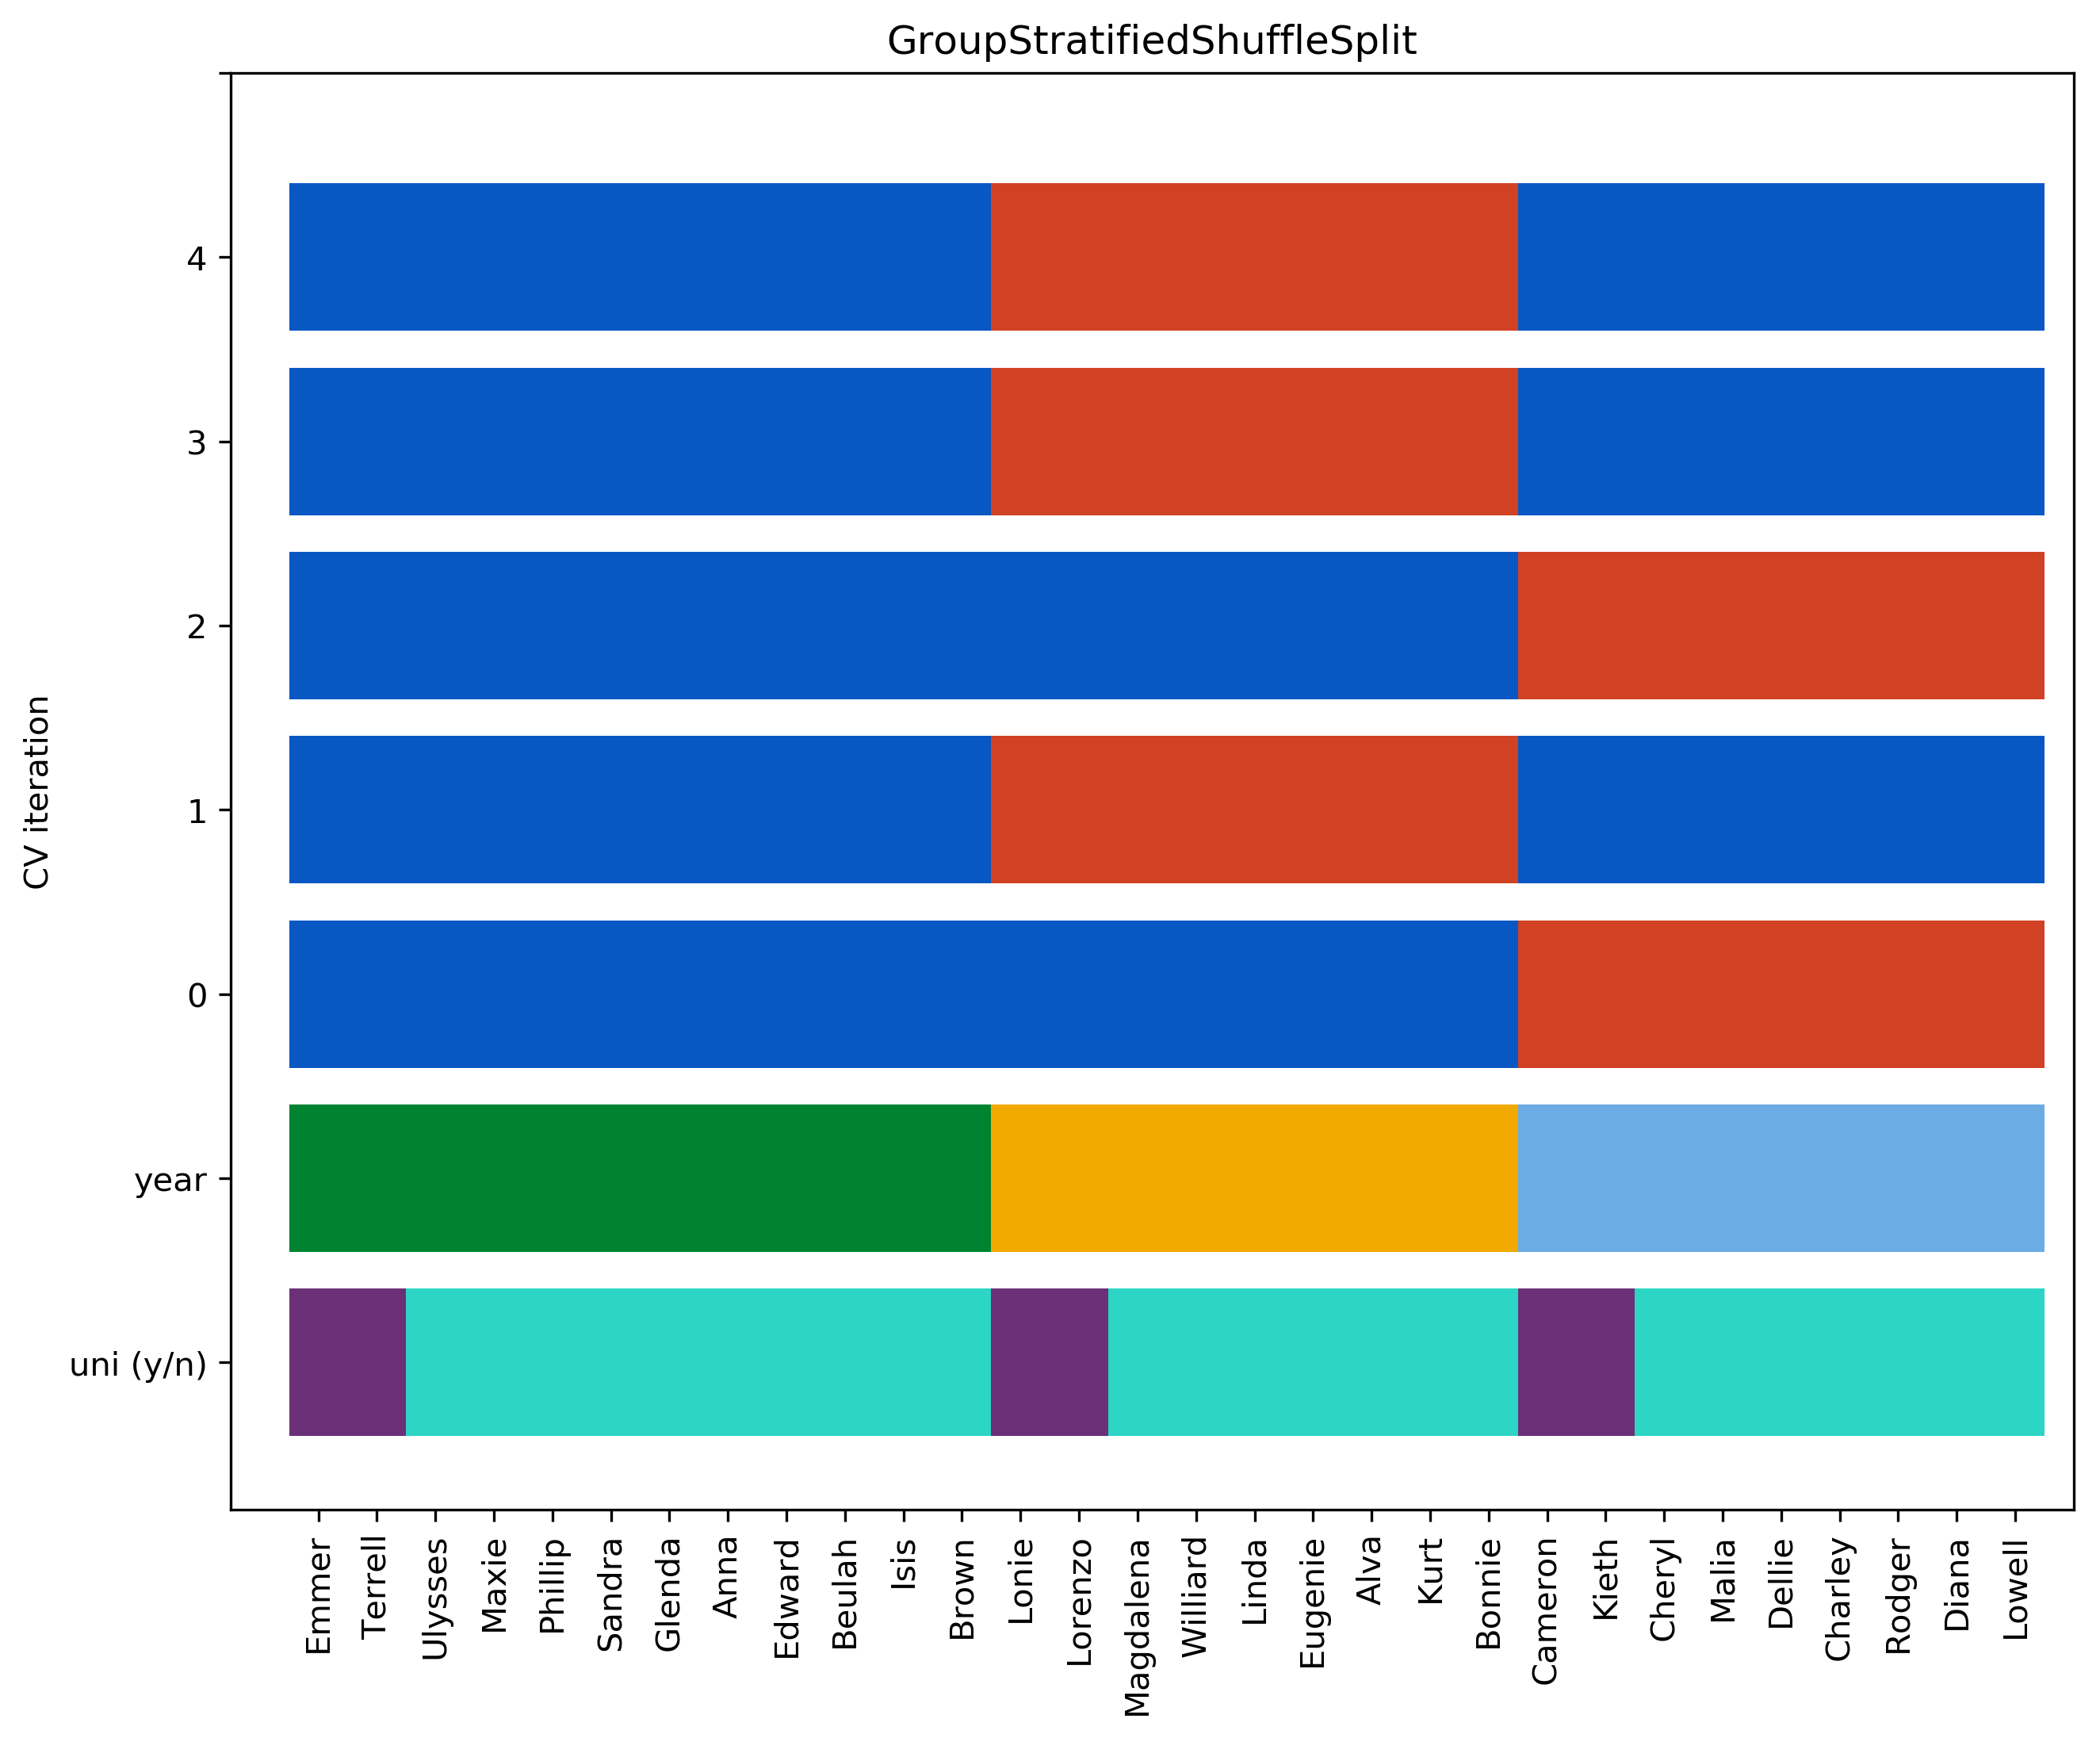 GroupStratifiedShuffleSplit
CV iteration
4
3
2
1
0
year
uni (y/n)
Emmer
Terrell
Ulysses
Maxie
Phillip
Sandra
Glenda
Anna
Edward
Beulah
Isis
Brown
Lonie
Lorenzo
Magdalena
Williard
Linda
Eugenie
Alva
Kurt
Bonnie
Cameron
Kieth
Cheryl
Malia
Dellie
Charley
Rodger
Diana
Lowell